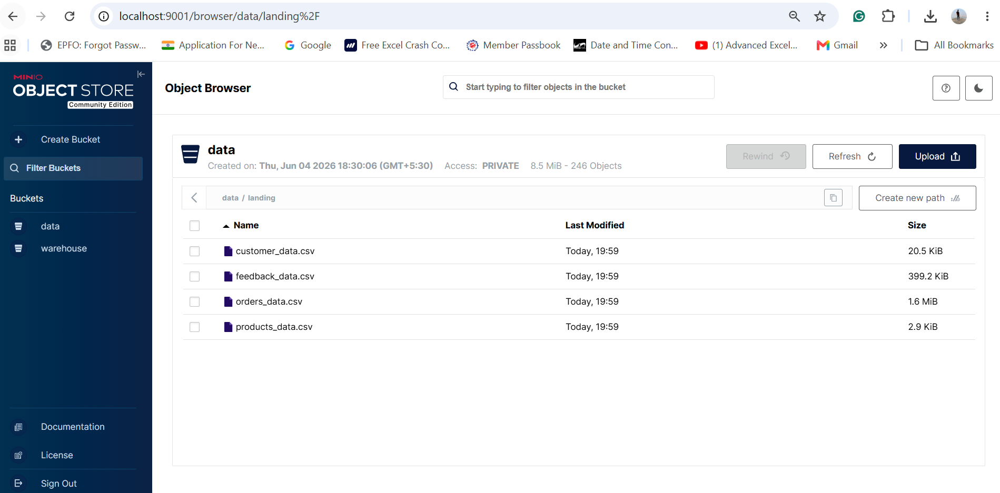 localhost:9001/browser/data/landing%2F
EPFO: Forgot Passw... Application For Ne... Google Free Excel Crash Co... Member Passbook Date and Time Con... (1) Advanced Excel... Gmail » All Bookmarks
MINIO
OBJECT STORE
Community Edition
Create Bucket
Filter Buckets
Buckets
data
warehouse
Documentation
License
Sign Out
Object Browser
Start typing to filter objects in the bucket
data
Created on: Thu, Jun 04 2026 18:30:06 (GMT+5:30) Access: PRIVATE 8.5 MiB - 246 Objects
Rewind Refresh Upload
data / landing
Create new path
Name Last Modified Size
customer_data.csv Today, 19:59 20.5 KiB
feedback_data.csv Today, 19:59 399.2 KiB
orders_data.csv Today, 19:59 1.6 MiB
products_data.csv Today, 19:59 2.9 KiB